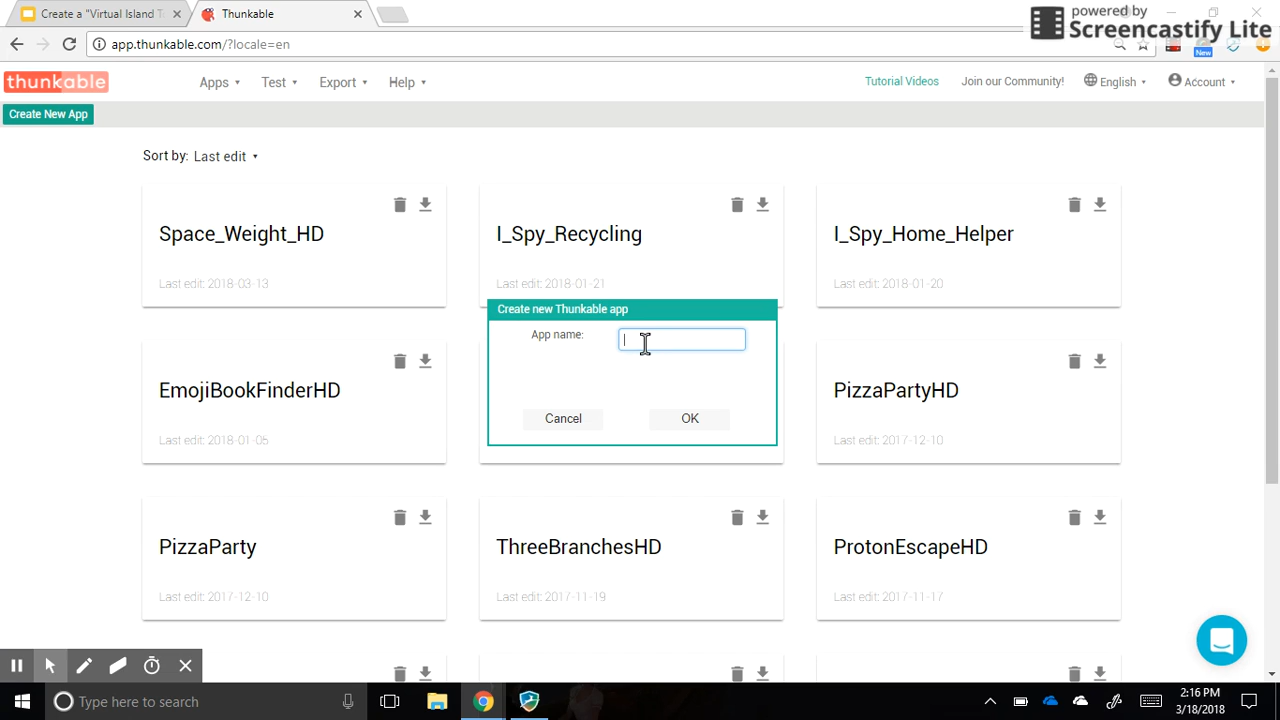 Create a "Virtual Island T
Thunkable
powered by
Screencastify Lite
app.thunkable.com/?locale=en
New
thunkable
Apps
Test
Export
Help
Tutorial Videos
Join our Community!
English
Account
Create New App
Sort by: Last edit
Space_Weight_HD
I_Spy_Recycling
I_Spy_Home_Helper
Last edit: 2018-03-13
Last edit: 2018-01-21
Last edit: 2018-01-20
Create new Thunkable app
App name:
Cancel
OK
EmojiBookFinderHD
PizzaPartyHD
Last edit: 2018-01-05
Last edit: 2017-12-10
PizzaParty
ThreeBranchesHD
ProtonEscapeHD
Last edit: 2017-12-10
Last edit: 2017-11-19
Last edit: 2017-11-17
Type here to search
2:16 PM
3/18/2018